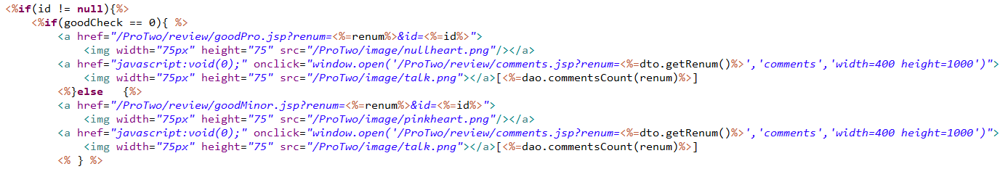 <%if(id != null){%>
<%if(goodCheck == 0){ %>
<a href="/ProTwo/review/goodPro.jsp?renum=<%=renum%>&id=<%=id%>">
<img width="75px" height="75" src="/ProTwo/image/nullheart.png"/></a>
<a href="javascript:void(0);" onclick="window.open('/ProTwo/review/comments.jsp?renum=<%=dto.getRenum()%>','comments','width=400 height=1000')">
<img width="75px" height="75" src="/ProTwo/image/talk.png"></a>[<%=dao.commentsCount(renum)%>]
<%}else   {%>
<a href="/ProTwo/review/goodMinor.jsp?renum=<%=renum%>&id=<%=id%>">
<img width="75px" height="75" src="/ProTwo/image/pinkheart.png"/></a>
<a href="javascript:void(0);" onclick="window.open('/ProTwo/review/comments.jsp?renum=<%=dto.getRenum()%>','comments','width=400 height=1000')">
<img width="75px" height="75" src="/ProTwo/image/talk.png"></a>[<%=dao.commentsCount(renum)%>]
<% } %>